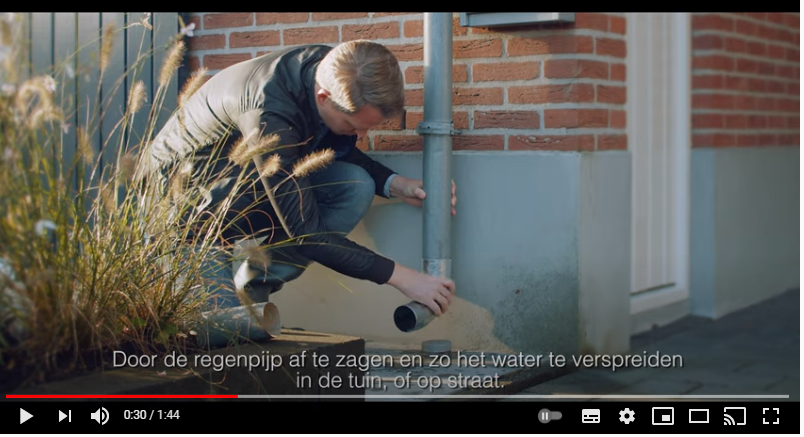 Door de regenpijp af te zagen en zo het water te verspreiden
in de tuin, of op straat.
0:30 / 1:44